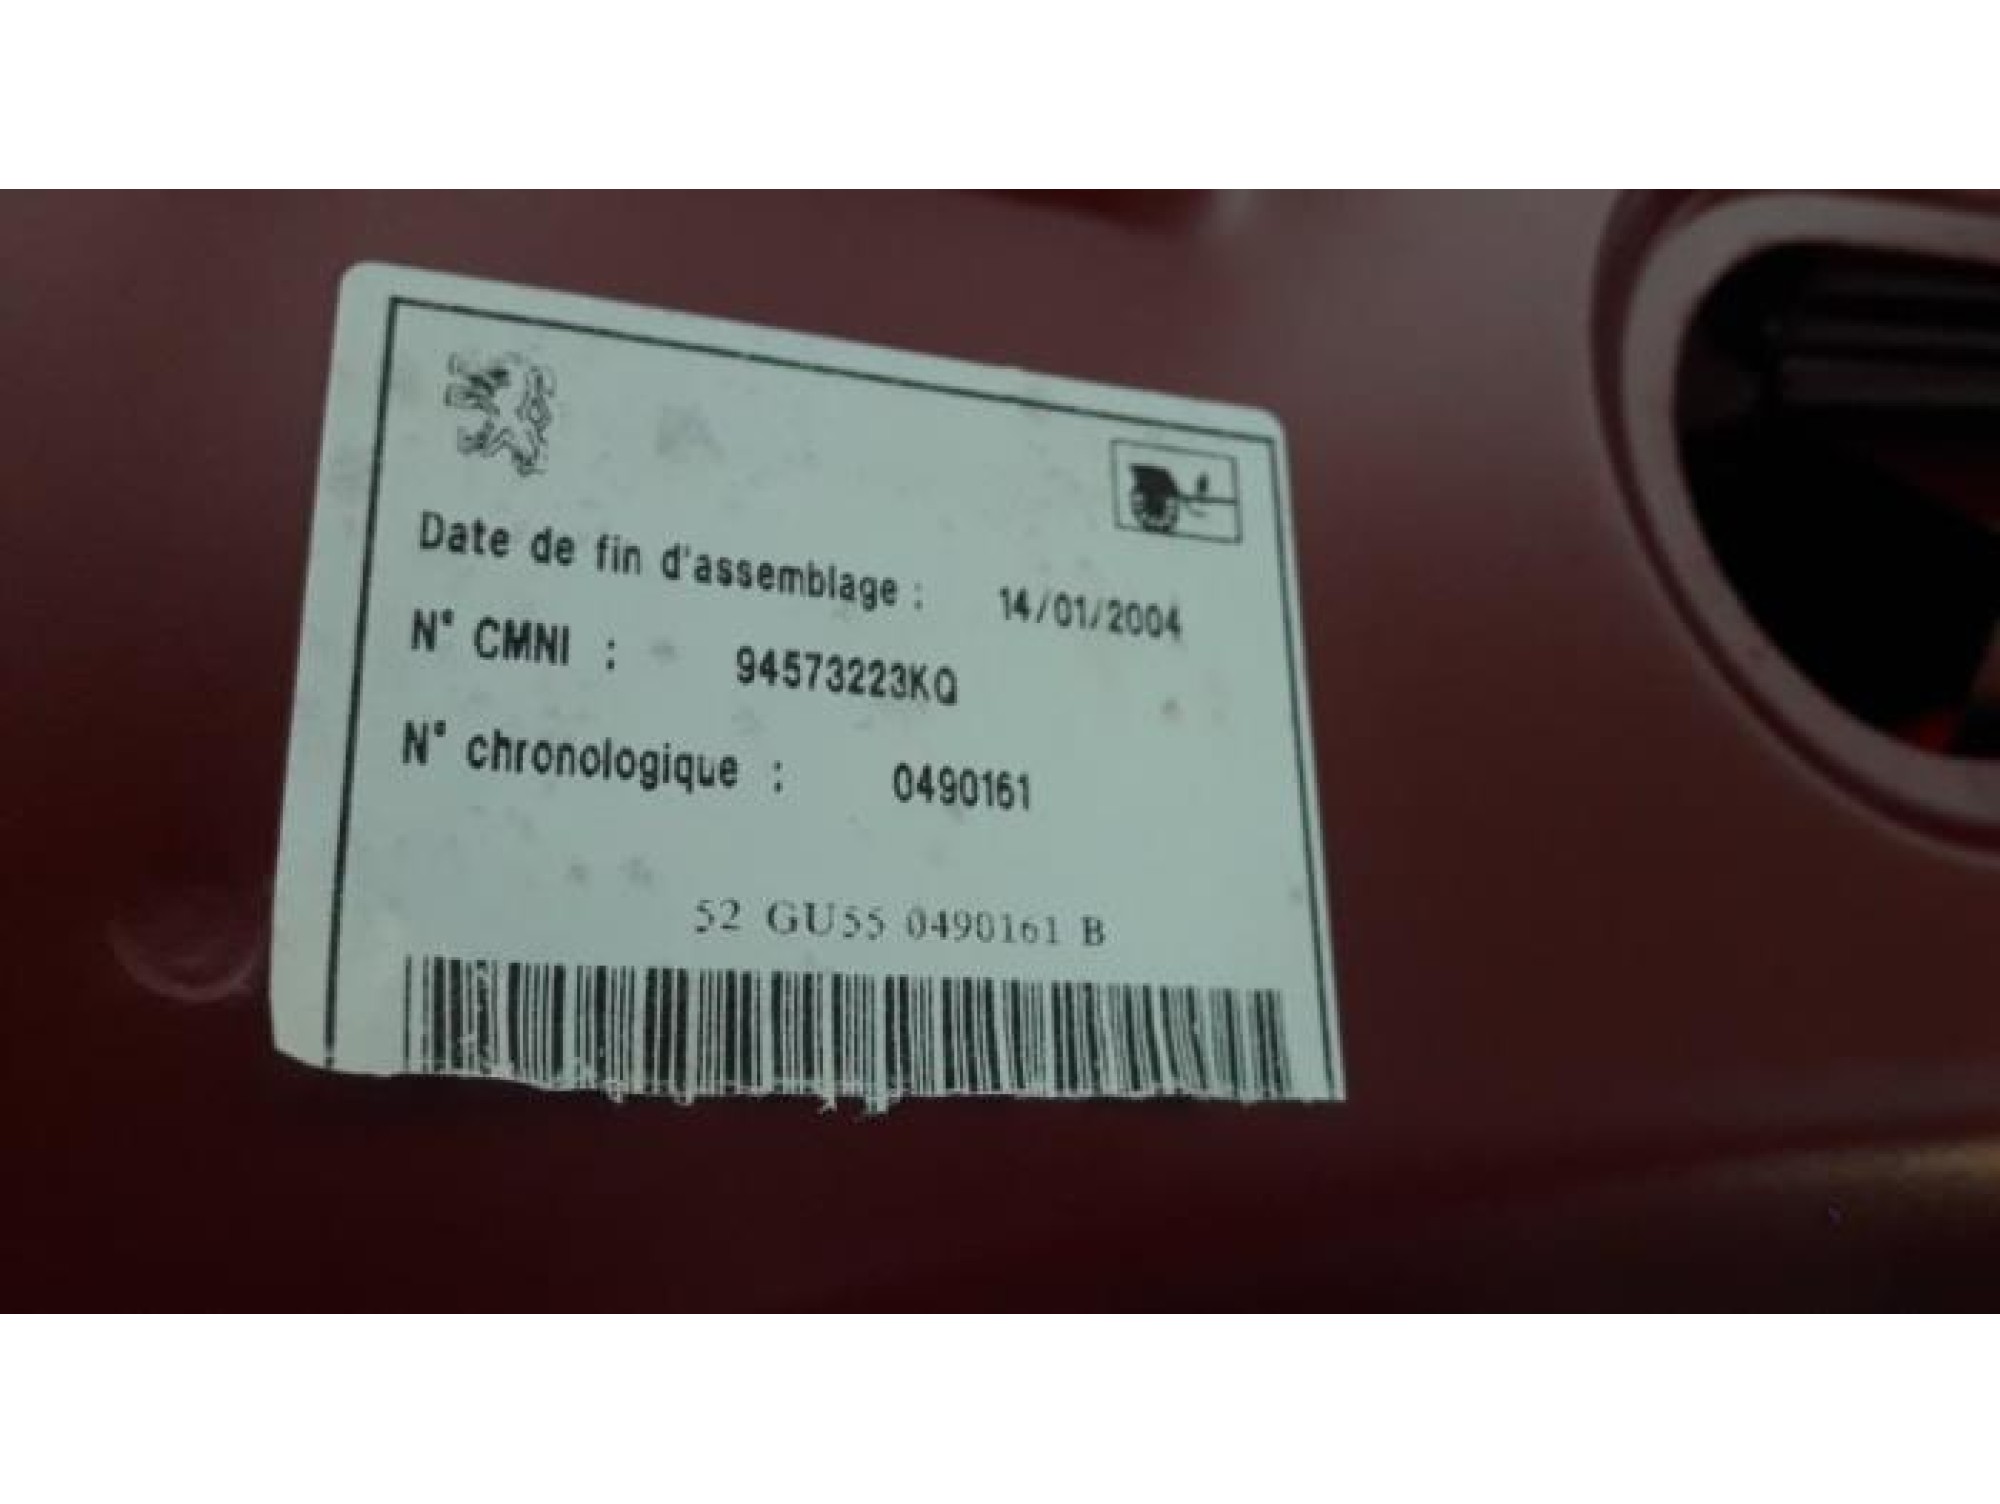 Date de fin d'assemblage : 14/01/2004
N° CMNI : 94573223KQ
N° chronologique : 0490161
52 GU55 0490161 B